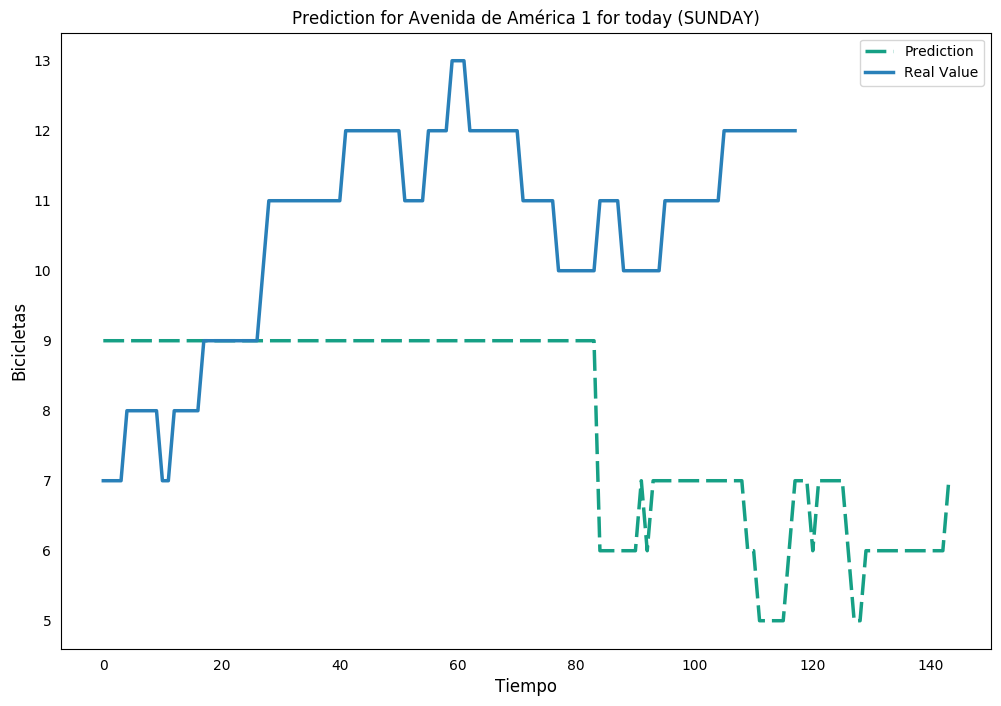 Prediction for Avenida de América 1 for today (SUNDAY)
Prediction
Real Value
Bicicletas
13
12
11
10
9
8
7
6
5
0 20 40 60 80 100 120 140
Tiempo